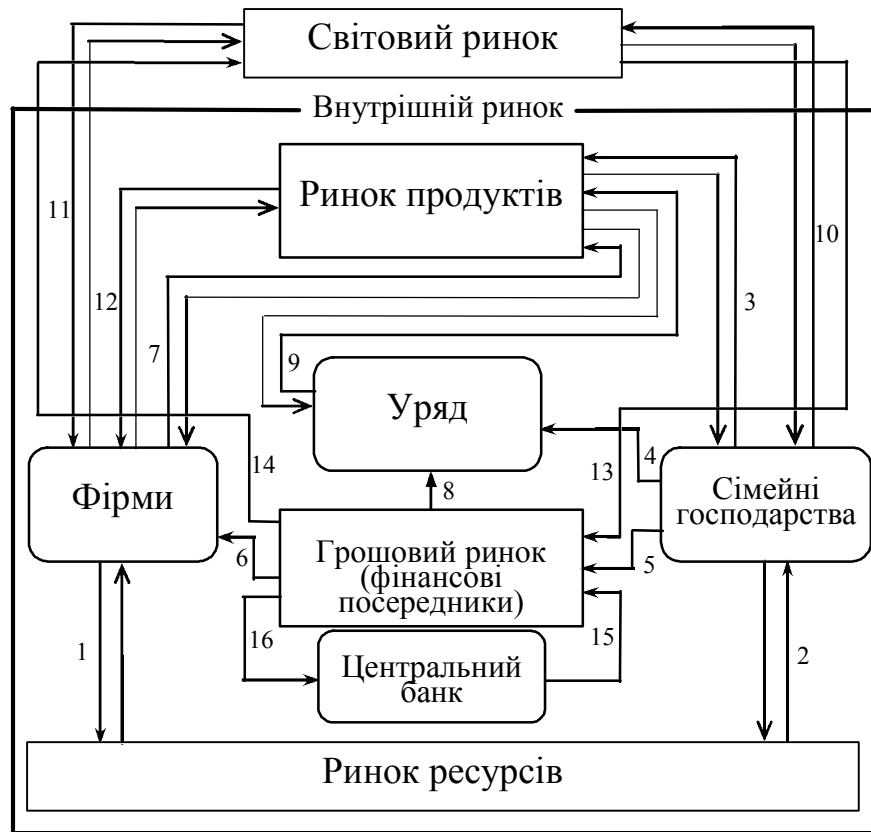 Світовий ринок
Внутрішній ринок
Ринок продуктів
11
10
12
3
7
9
Уряд
14
13
4
8
Фірми
Сімейні
господарства
6
Грошовий ринок
(фінансові
посередники)
5
16
15
1
Центральний
банк
2
Ринок ресурсів